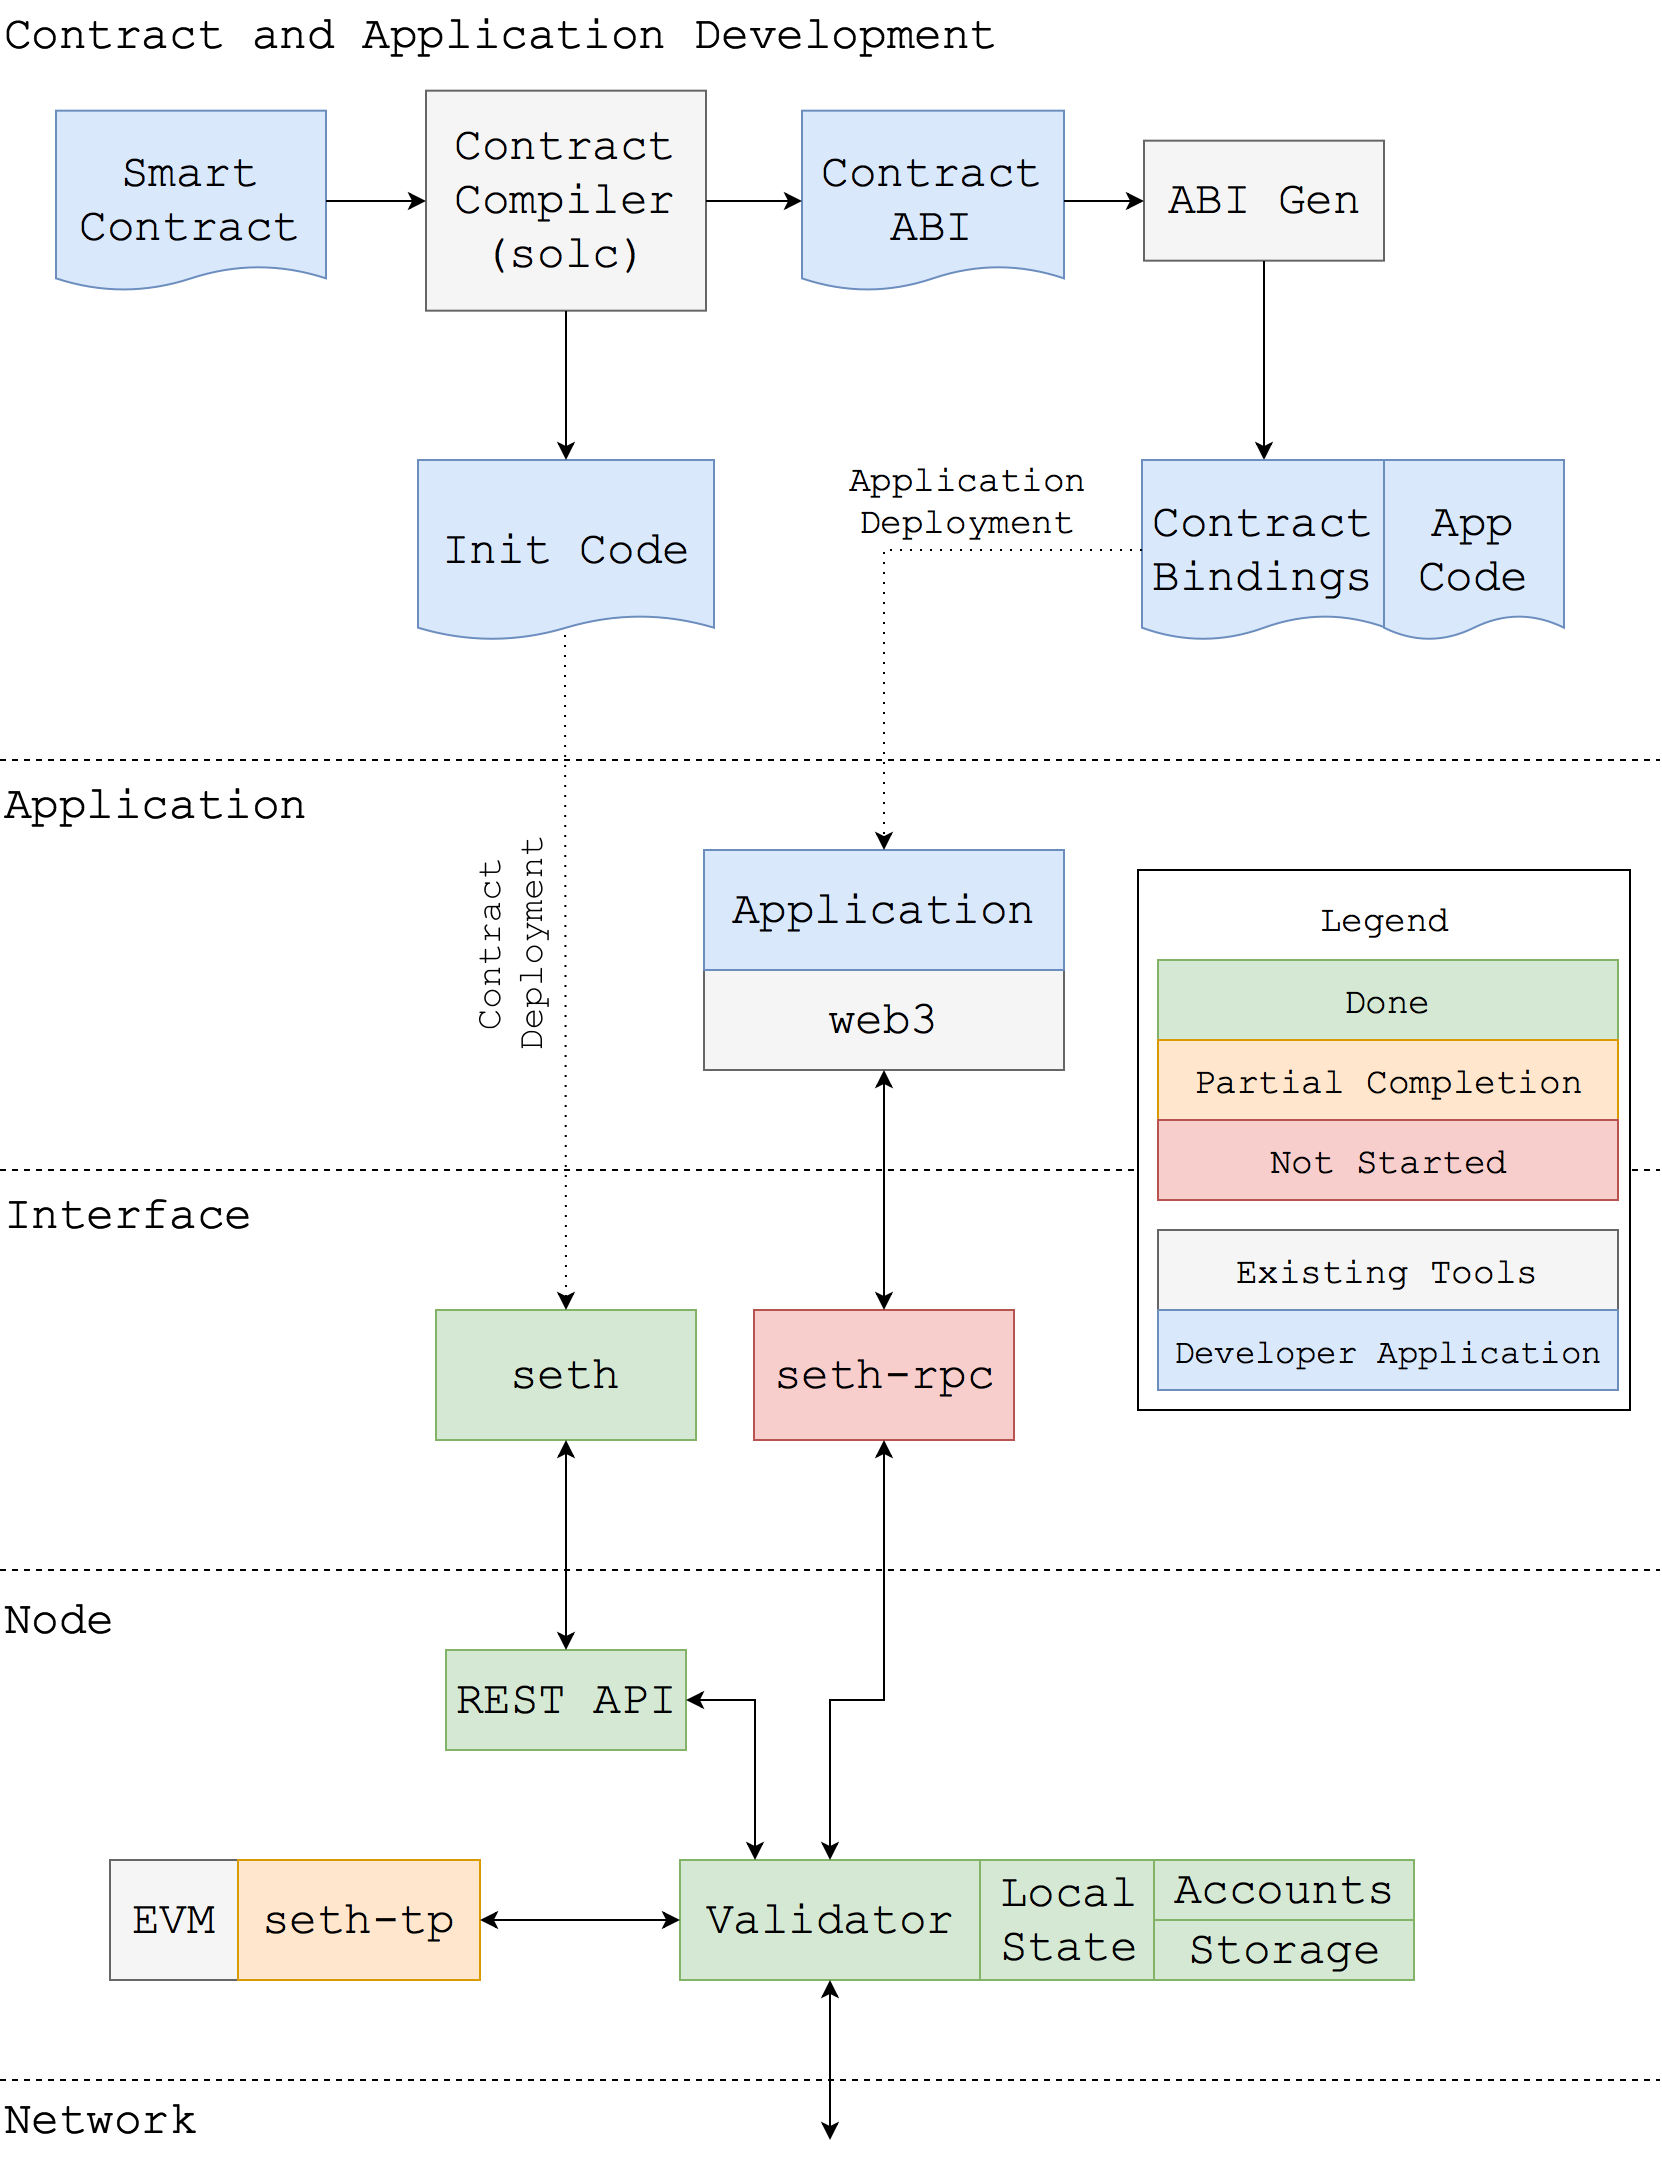 Contract and Application Development
Smart
Contract
Contract
Compiler
(solc)
Contract
ABI
ABI Gen
Init Code
Application
Deployment
Contract
Bindings
App
Code
Application
Contract
Deployment
Application
web3
Legend
Done
Partial Completion
Not Started
Existing Tools
Developer Application
Interface
seth
seth-rpc
Node
REST API
EVM
seth-tp
Validator
Local
State
Accounts
Storage
Network